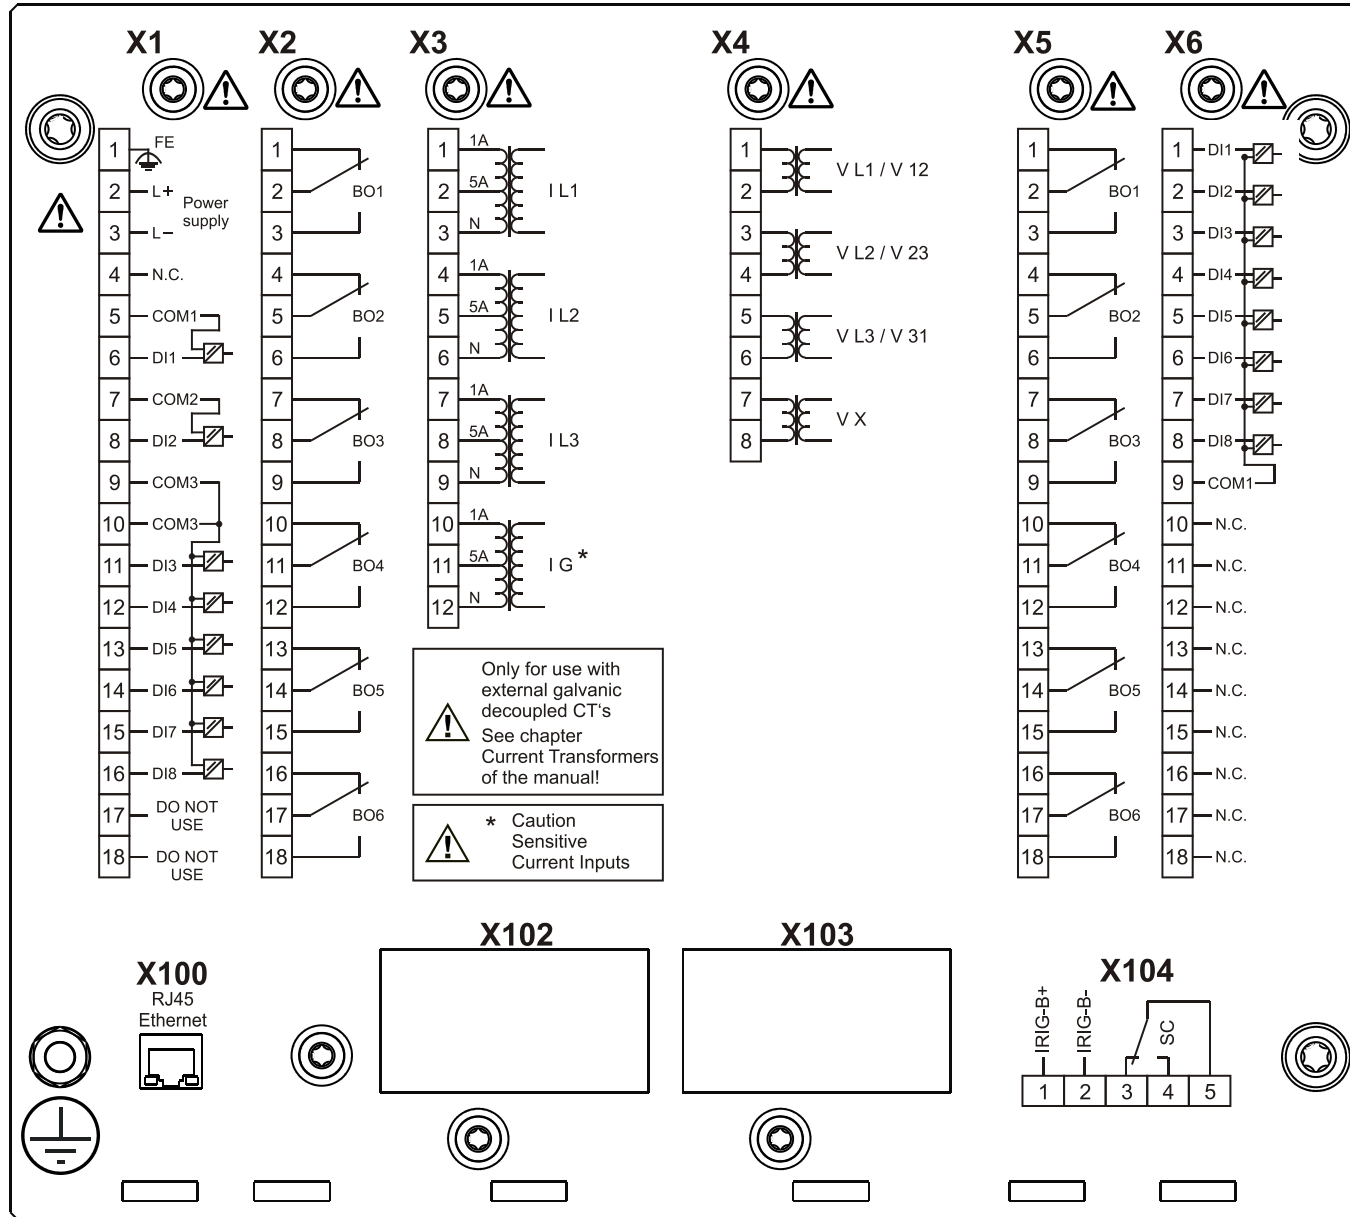 X1
X2
X3
X4
X5
X6
1 FE
2 L+
Power
supply
3 L–
4 N.C.
5 COM1
6 DI1
7 COM2
8 DI2
9 COM3
10 COM3
11 DI3
12 DI4
13 DI5
14 DI6
15 DI7
16 DI8
17 DO NOT
USE
18 DO NOT
USE
1
2 BO1
3
4
5 BO2
6
7
8 BO3
9
10
11 BO4
12
13
14 BO5
15
16
17 BO6
18
1 1A
2 5A I L1
3 N
4 1A
5 5A I L2
6 N
7 1A
8 5A I L3
9 N
10 1A
11 5A I G *
12 N
Only for use with
external galvanic
decoupled CT‘s
See chapter
Current Transformers
of the manual!
* Caution
Sensitive
Current Inputs
1
V L1 / V 12
2
3
V L2 / V 23
4
5
V L3 / V 31
6
7
V X
8
1
2 BO1
3
4
5 BO2
6
7
8 BO3
9
10
11 BO4
12
13
14 BO5
15
16
17 BO6
18
1 DI1
2 DI2
3 DI3
4 DI4
5 DI5
6 DI6
7 DI7
8 DI8
9 COM1
10 N.C.
11 N.C.
12 N.C.
13 N.C.
14 N.C.
15 N.C.
16 N.C.
17 N.C.
18 N.C.
X100
RJ45
Ethernet
X102
X103
X104
IRIG-B+
IRIG-B-
SC
1 2 3 4 5